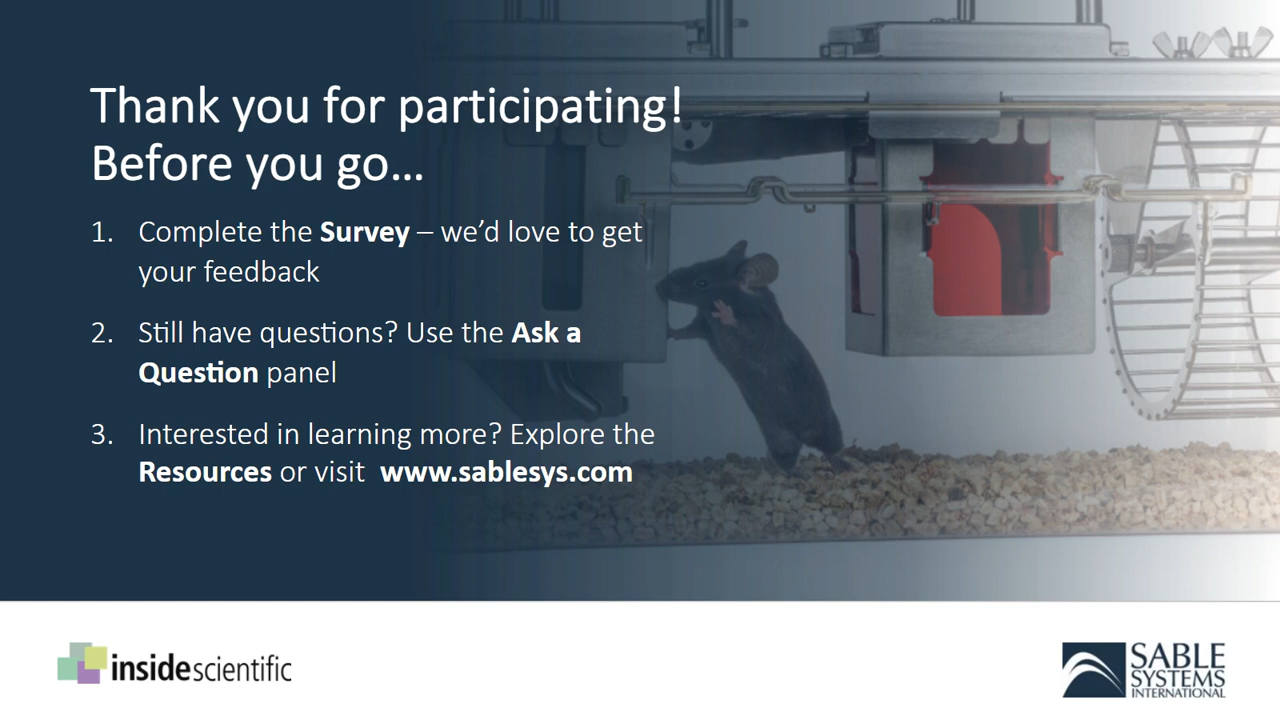 Thank you for participating!
Before you go…
1. Complete the Survey – we’d love to get
your feedback
2. Still have questions? Use the Ask a
Question panel
3. Interested in learning more? Explore the
Resources or visit www.sablesys.com
insidescientific
SABLE
SYSTEMS
INTERNATIONAL